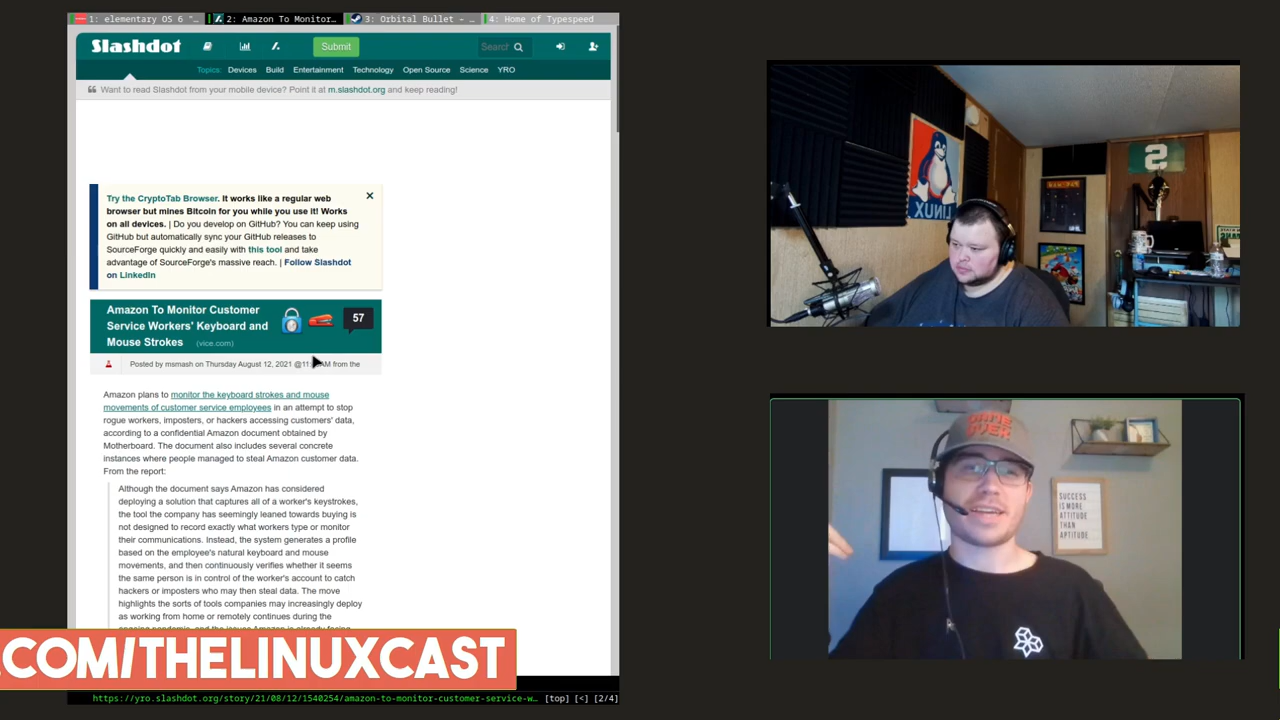 1: elementary OS 6 "… 2: Amazon To Monitor… 3: Orbital Bullet - … 4: Home of Typespeed
Slashdot Submit Search
Topics: Devices Build Entertainment Technology Open Source Science YRO
Want to read Slashdot from your mobile device? Point it at m.slashdot.org and keep reading!
Try the CryptoTab Browser. It works like a regular web
browser but mines Bitcoin for you while you use it! Works
on all devices. | Do you develop on GitHub? You can keep using
GitHub but automatically sync your GitHub releases to
SourceForge quickly and easily with this tool and take
advantage of SourceForge's massive reach. | Follow Slashdot
on LinkedIn
Amazon To Monitor Customer
Service Workers' Keyboard and
Mouse Strokes (vice.com)
57
Posted by msmash on Thursday August 12, 2021 @11 AM from the
Amazon plans to monitor the keyboard strokes and mouse
movements of customer service employees in an attempt to stop
rogue workers, imposters, or hackers accessing customers' data,
according to a confidential Amazon document obtained by
Motherboard. The document also includes several concrete
instances where people managed to steal Amazon customer data.
From the report:
Although the document says Amazon has considered
deploying a solution that captures all of a worker's keystrokes,
the tool the company has seemingly leaned towards buying is
not designed to record exactly what workers type or monitor
their communications. Instead, the system generates a profile
based on the employee's natural keyboard and mouse
movements, and then continuously verifies whether it seems
the same person is in control of the worker's account to catch
hackers or imposters who may then steal data. The move
highlights the sorts of tools companies may increasingly deploy
as working from home or remotely continues during the
.COM/THELINUXCAST
https://yro.slashdot.org/story/21/08/12/1540254/amazon-to-monitor-customer-service-w… [top] [<] [2/4]
LINUX
S
GAME
OVER
SUCCESS
IS MORE
ATTITUDE
THAN
APTITUDE